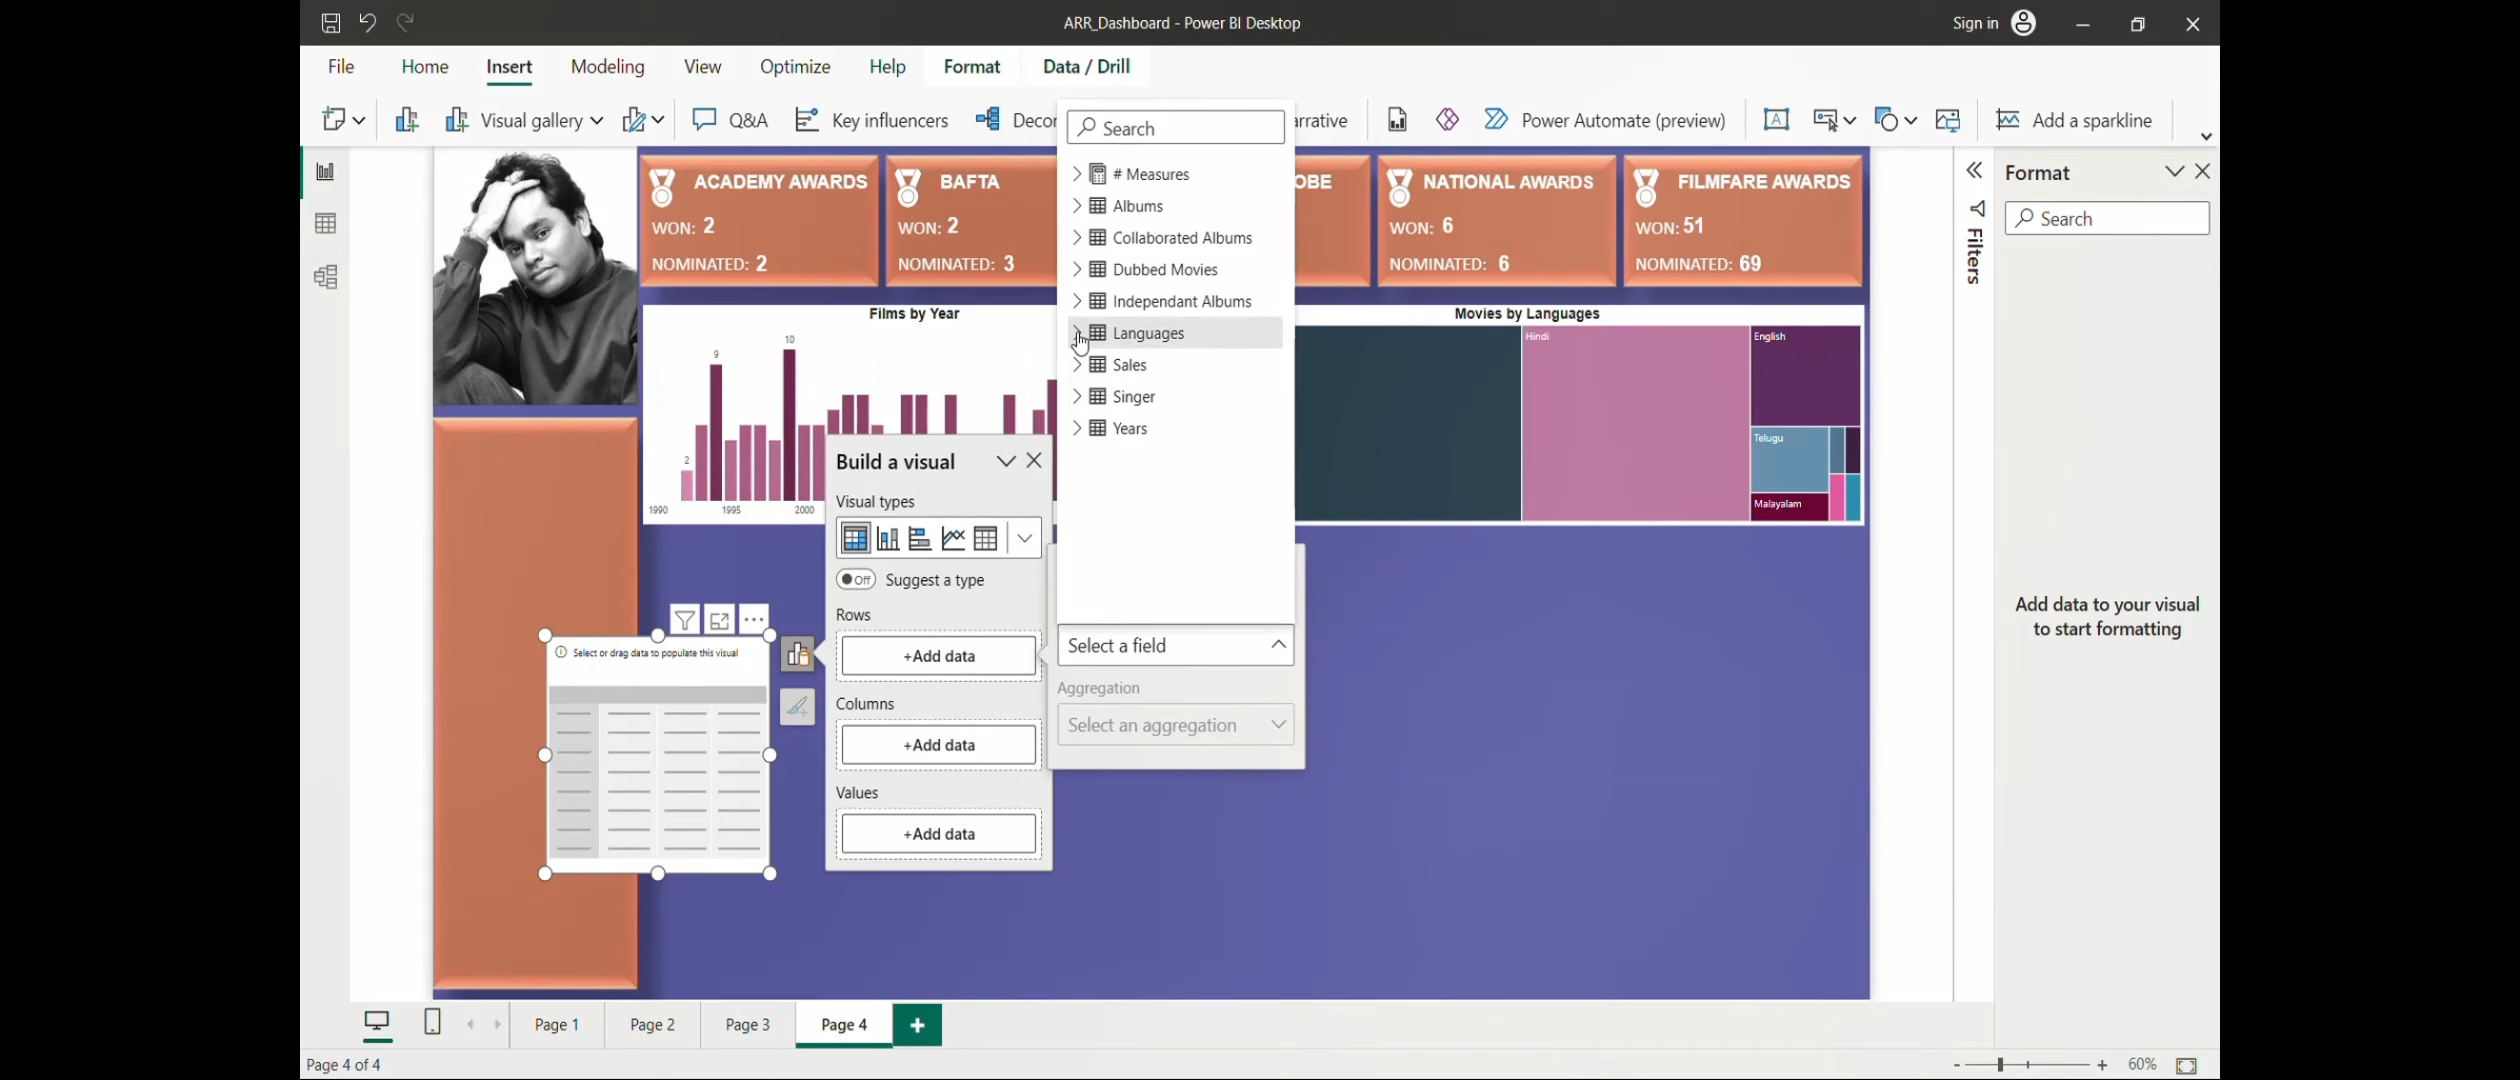 ARR_Dashboard - Power BI Desktop
Sign in
File Home Insert Modeling View Optimize Help Format Data / Drill
Visual gallery Q&A Key influencers Decor arrative Power Automate (preview) Add a sparkline
Search
# Measures
Albums
Collaborated Albums
Dubbed Movies
Independant Albums
Languages
Sales
Singer
Years
ACADEMY AWARDS
WON: 2
NOMINATED: 2
BAFTA
WON: 2
NOMINATED: 3
OBE
NATIONAL AWARDS
WON: 6
NOMINATED: 6
FILMFARE AWARDS
WON: 51
NOMINATED: 69
Filters
Format
Search
Add data to your visual
to start formatting
Films by Year
9
10
2
1990 1995 2000
Movies by Languages
Hindi
English
Telugu
Malayalam
Build a visual
Visual types
Off Suggest a type
Rows
+Add data
Columns
+Add data
Values
+Add data
Select a field
Aggregation
Select an aggregation
Select or drag data to populate this visual
Page 1 Page 2 Page 3 Page 4 +
Page 4 of 4
- + 60%